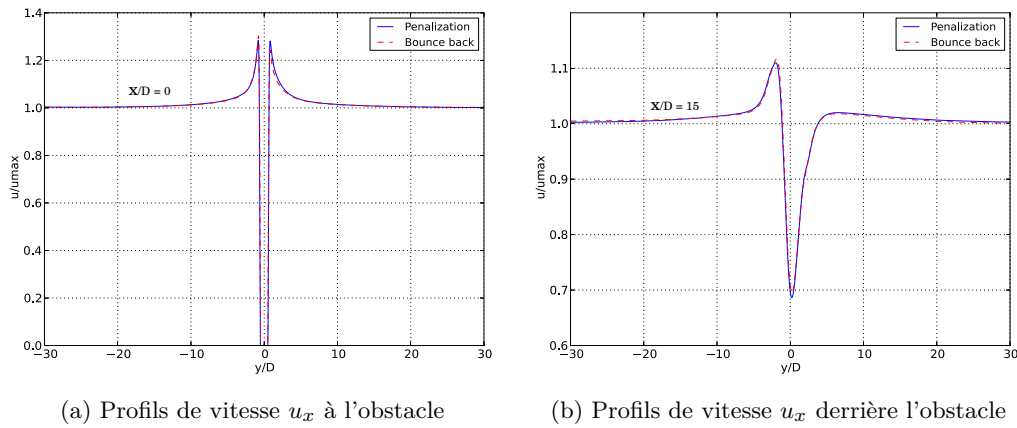 1.4
1.2
1.0
0.8
0.6
0.4
0.2
0.0
u/umax
−30
−20
−10
0
10
20
30
y/D
X/D = 0
Penalization
Bounce back
(a) Profils de vitesse u_x à l'obstacle
1.1
1.0
0.9
0.8
0.7
0.6
u/umax
−30
−20
−10
0
10
20
30
y/D
X/D = 15
Penalization
Bounce back
(b) Profils de vitesse u_x derrière l'obstacle